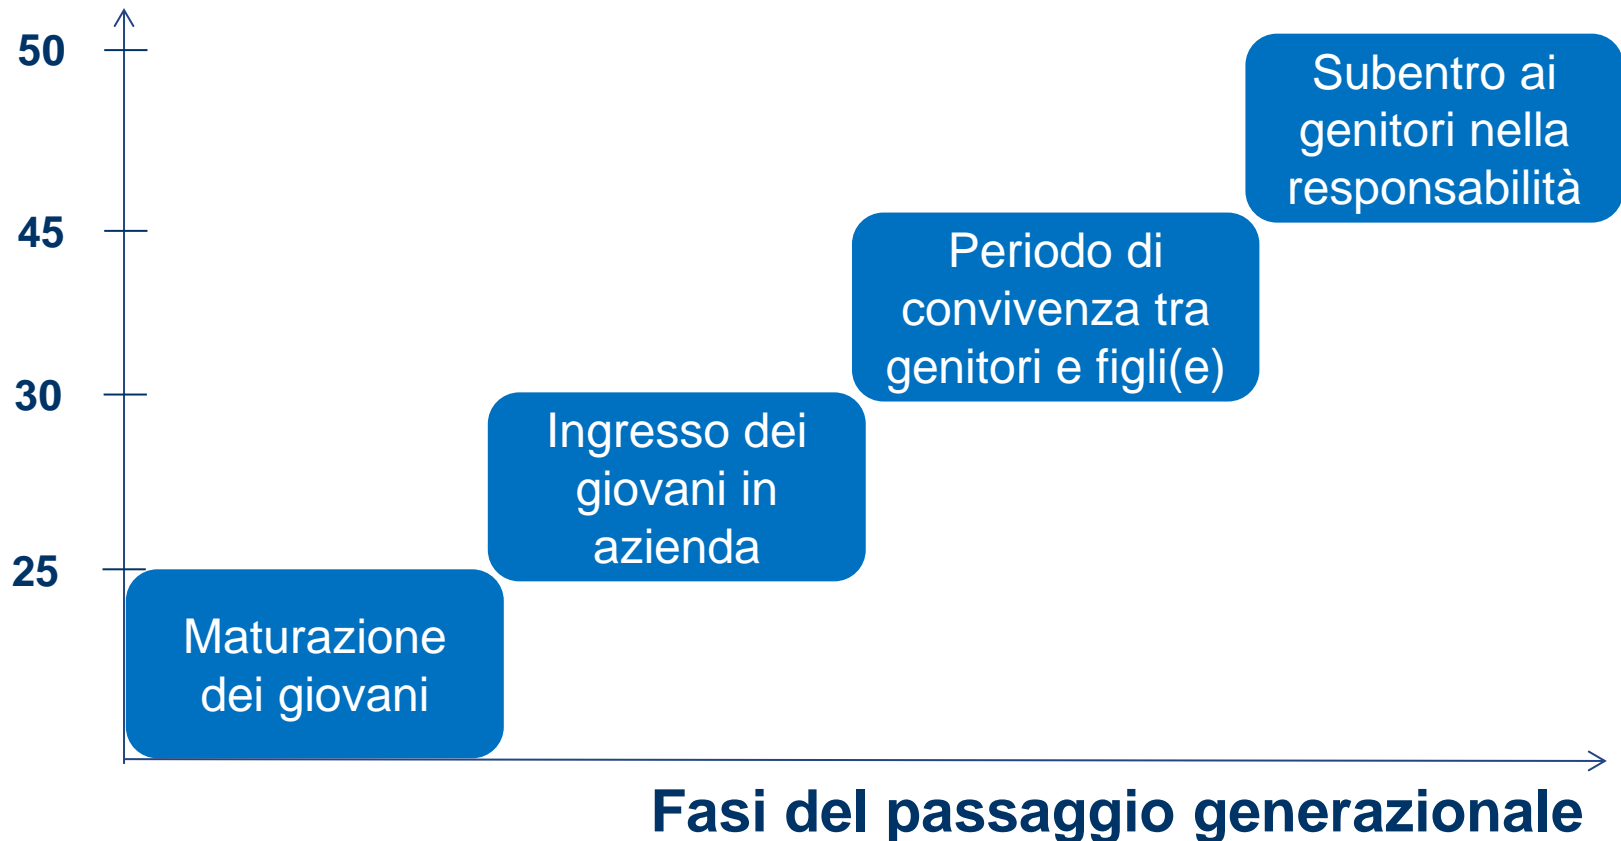 50
Subentro ai
genitori nella
responsabilità
45
Periodo di
convivenza tra
genitori e figli(e)
30
Ingresso dei
giovani in
azienda
25
Maturazione
dei giovani
Fasi del passaggio generazionale